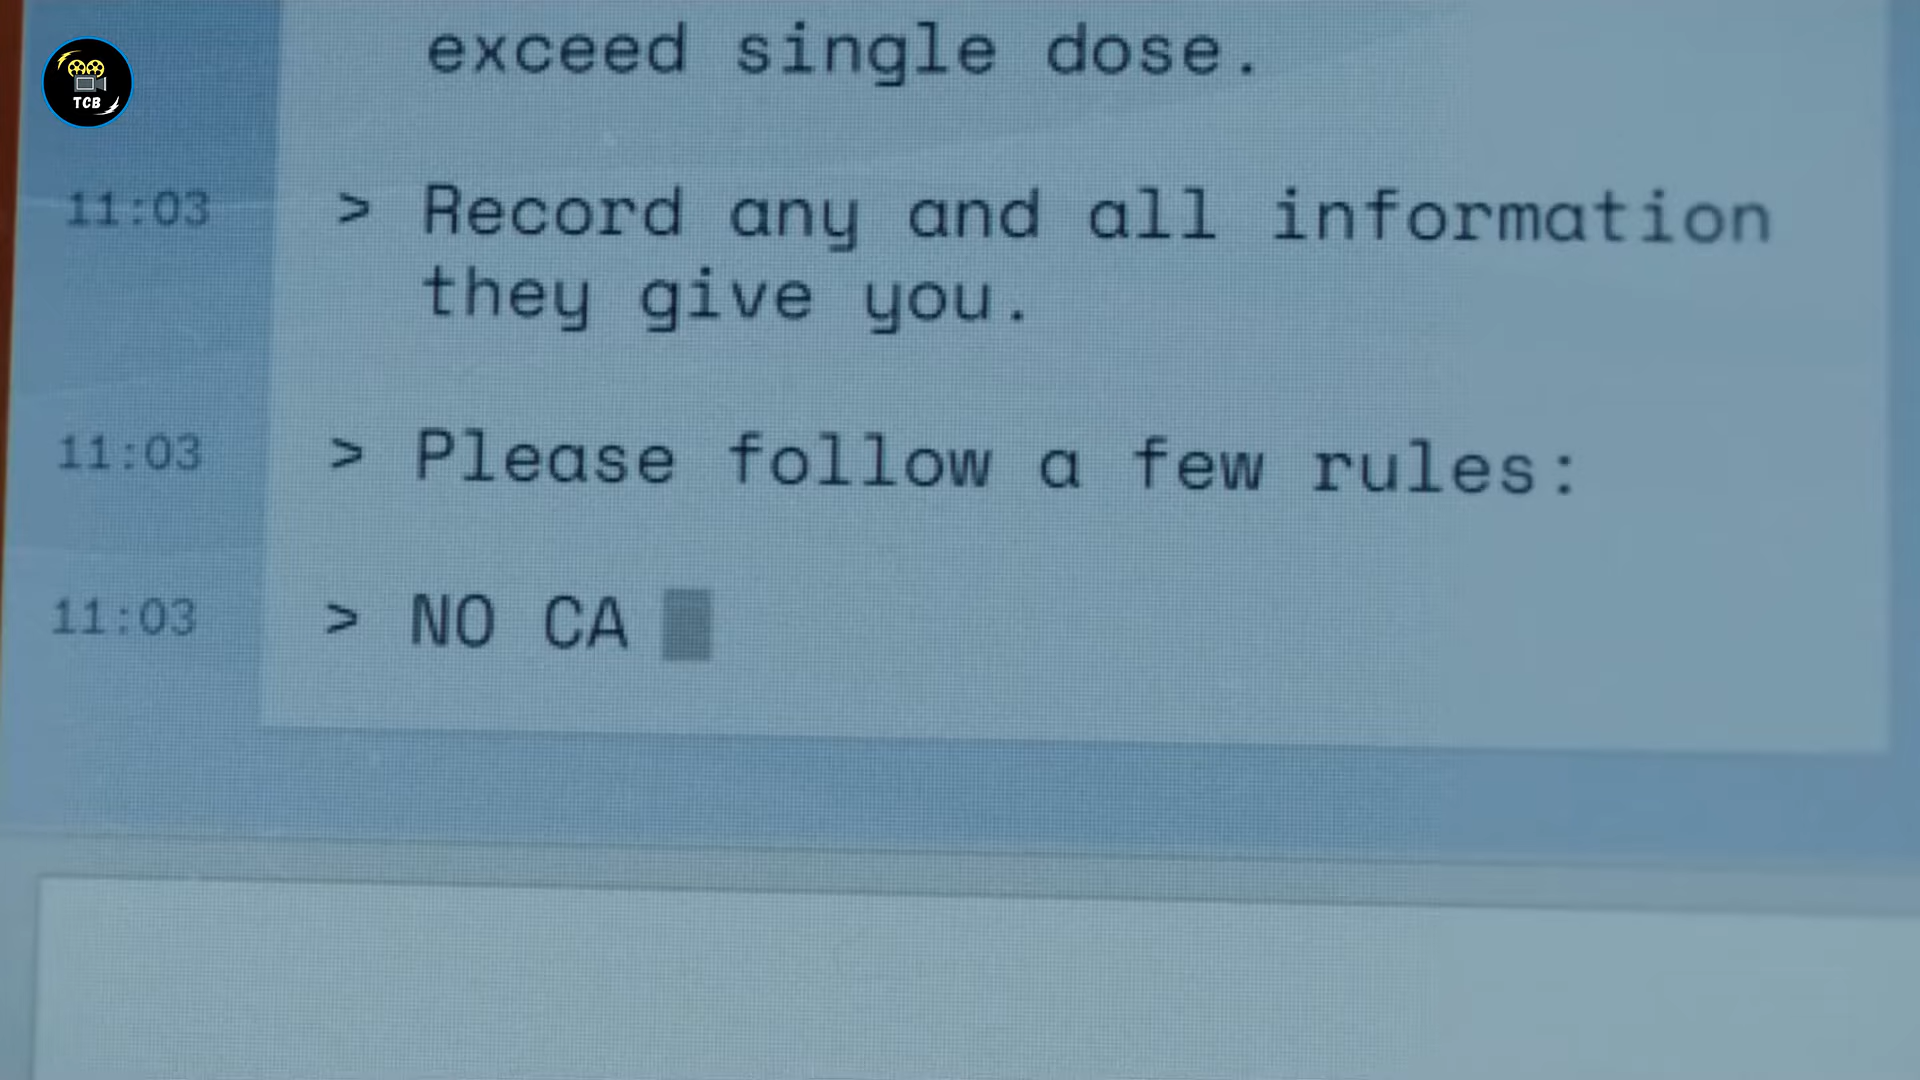 TCB
exceed single dose.
11:03 > Record any and all information
they give you.
11:03 > Please follow a few rules:
11:03 > NO CA